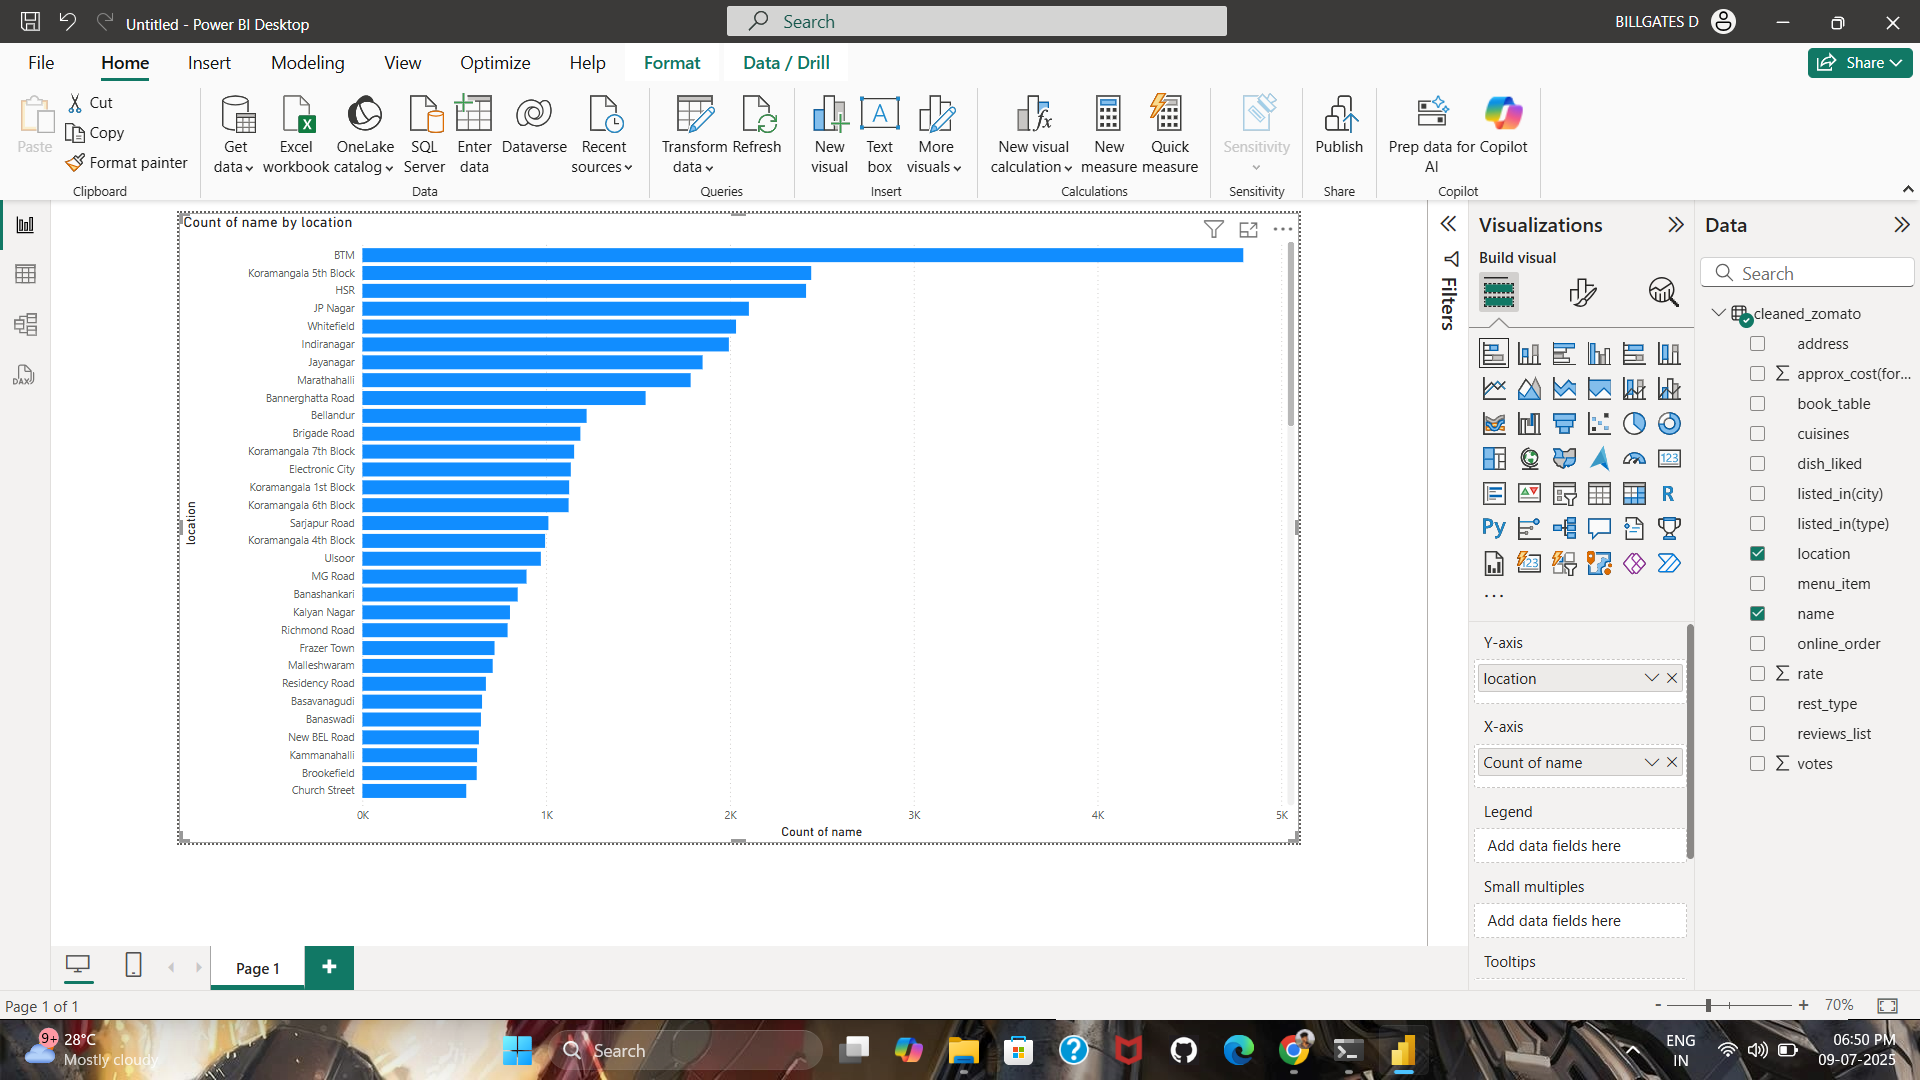 Untitled - Power BI Desktop
Search
BILLGATES D
File
Home
Insert
Modeling
View
Optimize
Help
Format
Data / Drill
Share
Paste
Cut
Copy
Format painter
Clipboard
Get data
Excel workbook
OneLake catalog
SQL Server
Enter data
Dataverse
Recent sources
Data
Transform data
Refresh
Queries
New visual
Text box
More visuals
Insert
New visual calculation
New measure
Quick measure
Calculations
Sensitivity
Sensitivity
Publish
Share
Prep data for AI
Copilot
Copilot
Count of name by location
BTM
Koramangala 5th Block
HSR
JP Nagar
Whitefield
Indiranagar
Jayanagar
Marathahalli
Bannerghatta Road
Bellandur
Brigade Road
Koramangala 7th Block
Electronic City
Koramangala 1st Block
Koramangala 6th Block
Sarjapur Road
Koramangala 4th Block
Ulsoor
MG Road
Banashankari
Kalyan Nagar
Richmond Road
Frazer Town
Malleshwaram
Residency Road
Basavanagudi
Banaswadi
New BEL Road
Kammanahalli
Brookefield
Church Street
location
0K
1K
2K
3K
4K
5K
Count of name
Filters
Visualizations
Build visual
123
R
Py
123
...
Y-axis
location
X-axis
Count of name
Legend
Add data fields here
Small multiples
Add data fields here
Tooltips
Data
Search
cleaned_zomato
address
approx_cost(for...
book_table
cuisines
dish_liked
listed_in(city)
listed_in(type)
location
menu_item
name
online_order
rate
rest_type
reviews_list
votes
DAX
Page 1
Page 1 of 1
70%
9+
28°C
Mostly cloudy
Search
ENG
IN
06:50 PM
09-07-2025